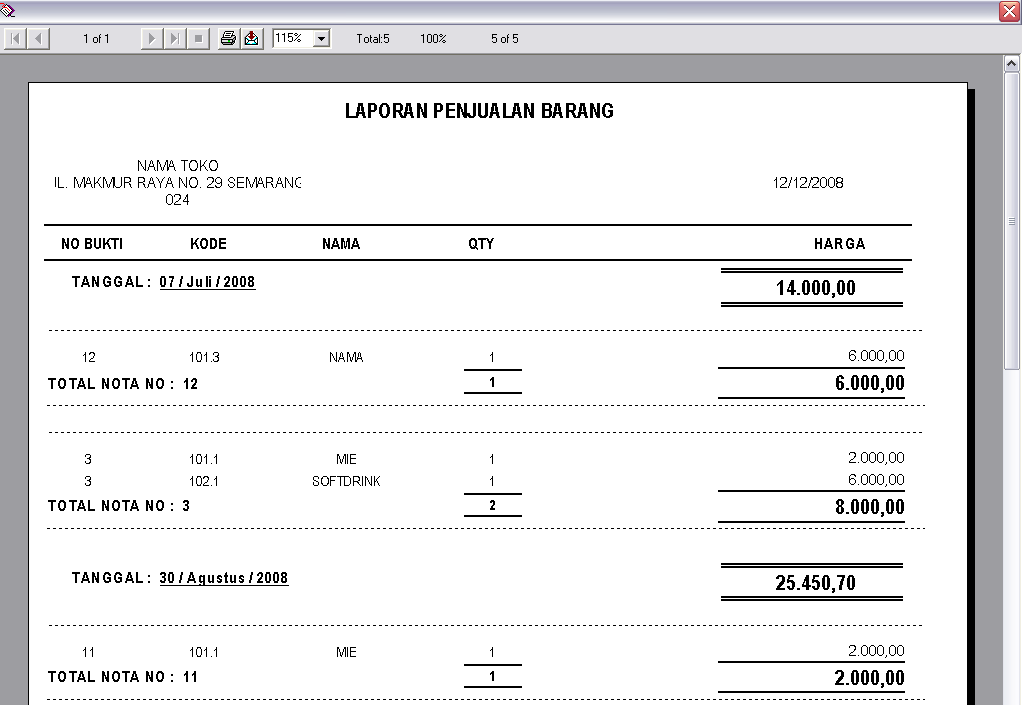 1 of 1 115% Total:5 100% 5 of 5
LAPORAN PENJUALAN BARANG
NAMA TOKO
JL. MAKMUR RAYA NO. 29 SEMARANG 12/12/2008
024
NO BUKTI KODE NAMA QTY HARGA
TANGGAL : 07 / Juli / 2008 14.000,00
12 101.3 NAMA 1 6.000,00
TOTAL NOTA NO : 12 1 6.000,00
3 101.1 MIE 1 2.000,00
3 102.1 SOFTDRINK 1 6.000,00
TOTAL NOTA NO : 3 2 8.000,00
TANGGAL : 30 / Agustus / 2008 25.450,70
11 101.1 MIE 1 2.000,00
TOTAL NOTA NO : 11 1 2.000,00